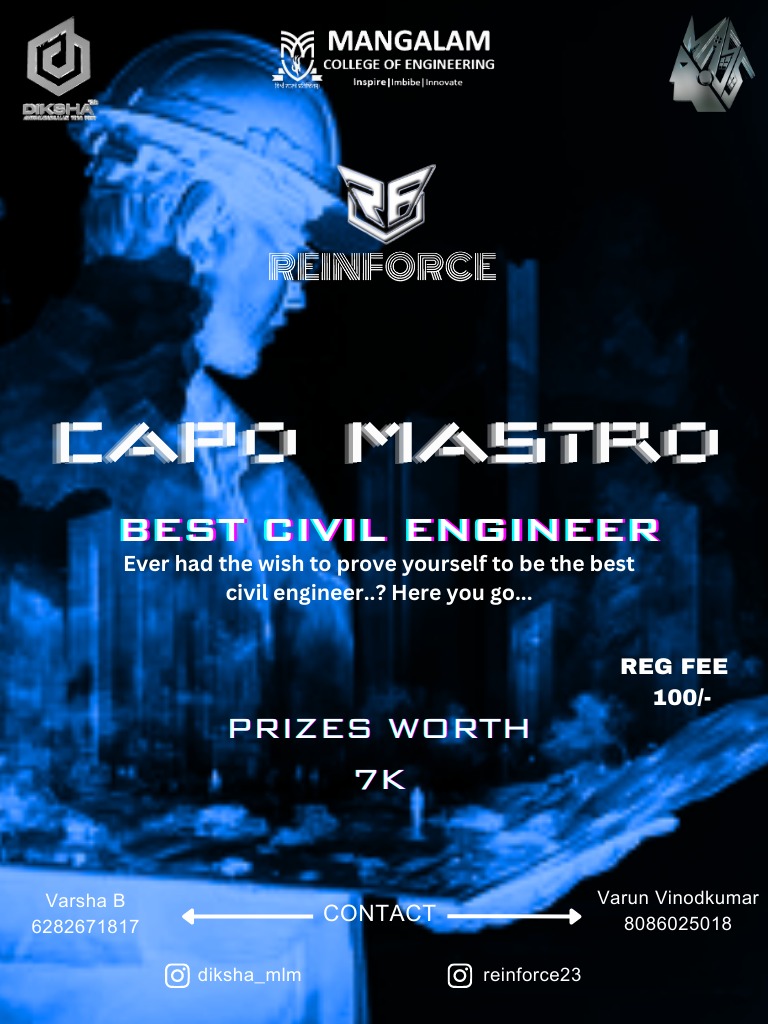 DIKSHA
MANGALAM
COLLEGE OF ENGINEERING
Inspire|Imbibe|Innovate
REINFORCE
CAPO MASTRO
BEST CIVIL ENGINEER
Ever had the wish to prove yourself to be the best
civil engineer..? Here you go...
REG FEE
100/-
PRIZES WORTH
7K
Varsha B
6282671817
CONTACT
Varun Vinodkumar
8086025018
diksha_mlm
reinforce23